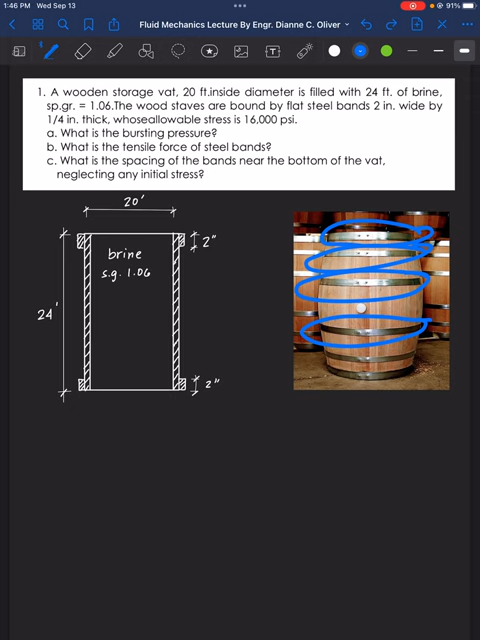 1:46 PM Wed Sep 13
91%
Fluid Mechanics Lecture By Engr. Dianne C. Oliver
1. A wooden storage vat, 20 ft.inside diameter is filled with 24 ft. of brine,
sp.gr. = 1.06.The wood staves are bound by flat steel bands 2 in. wide by
1/4 in. thick, whoseallowable stress is 16,000 psi.
a. What is the bursting pressure?
b. What is the tensile force of steel bands?
c. What is the spacing of the bands near the bottom of the vat,
neglecting any initial stress?
20'
2"
brine
s.g. 1.06
24'
2"